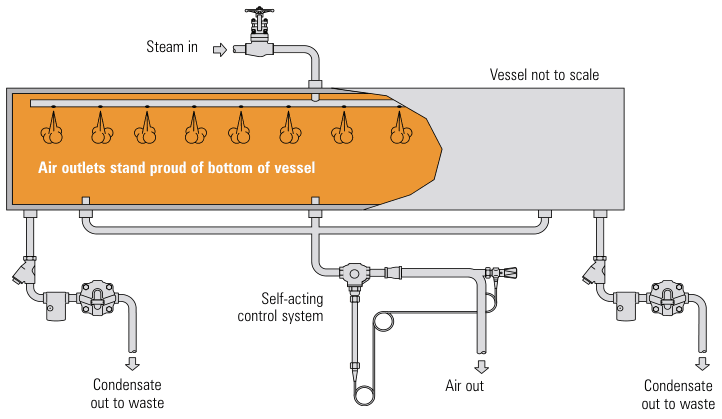 Steam in
Vessel not to scale
Air outlets stand proud of bottom of vessel
Self-acting
control system
Condensate
out to waste
Air out
Condensate
out to waste